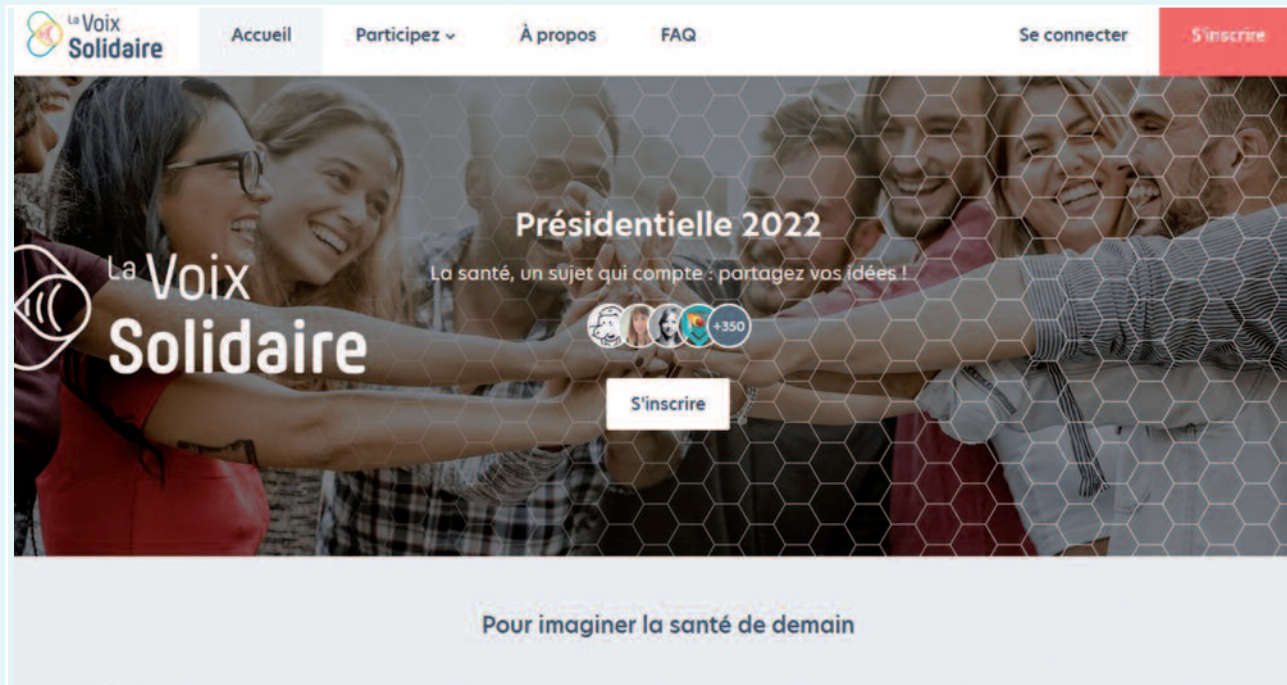 La Voix
Solidaire
Accueil
Participez
À propos
FAQ
Se connecter
S'inscrire
Présidentielle 2022
La santé, un sujet qui compte : partagez vos idées !
+350
La Voix
Solidaire
S'inscrire
Pour imaginer la santé de demain